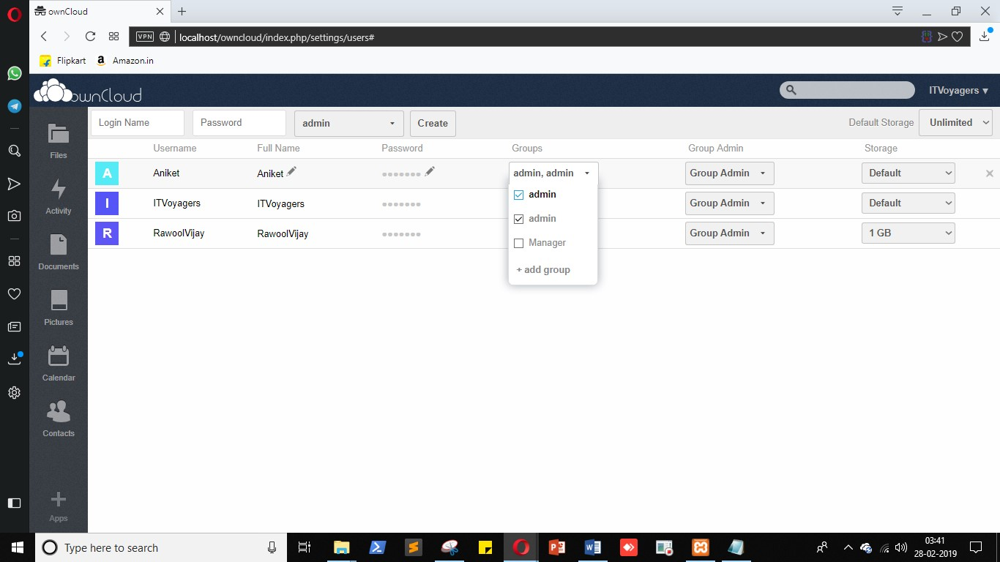 ownCloud
VPN localhost/owncloud/index.php/settings/users#
Flipkart a Amazon.in
ownCloud ITVoyagers ▾
Login Name Password admin Create Default Storage Unlimited
Username Full Name Password Groups Group Admin Storage
A Aniket Aniket admin, admin Group Admin Default ×
admin
I ITVoyagers ITVoyagers Group Admin Default
admin
R RawoolVijay RawoolVijay Group Admin 1 GB
Manager
+ add group
Files
Activity
Documents
Pictures
Calendar
Contacts
Apps
Type here to search
03:41
28-02-2019